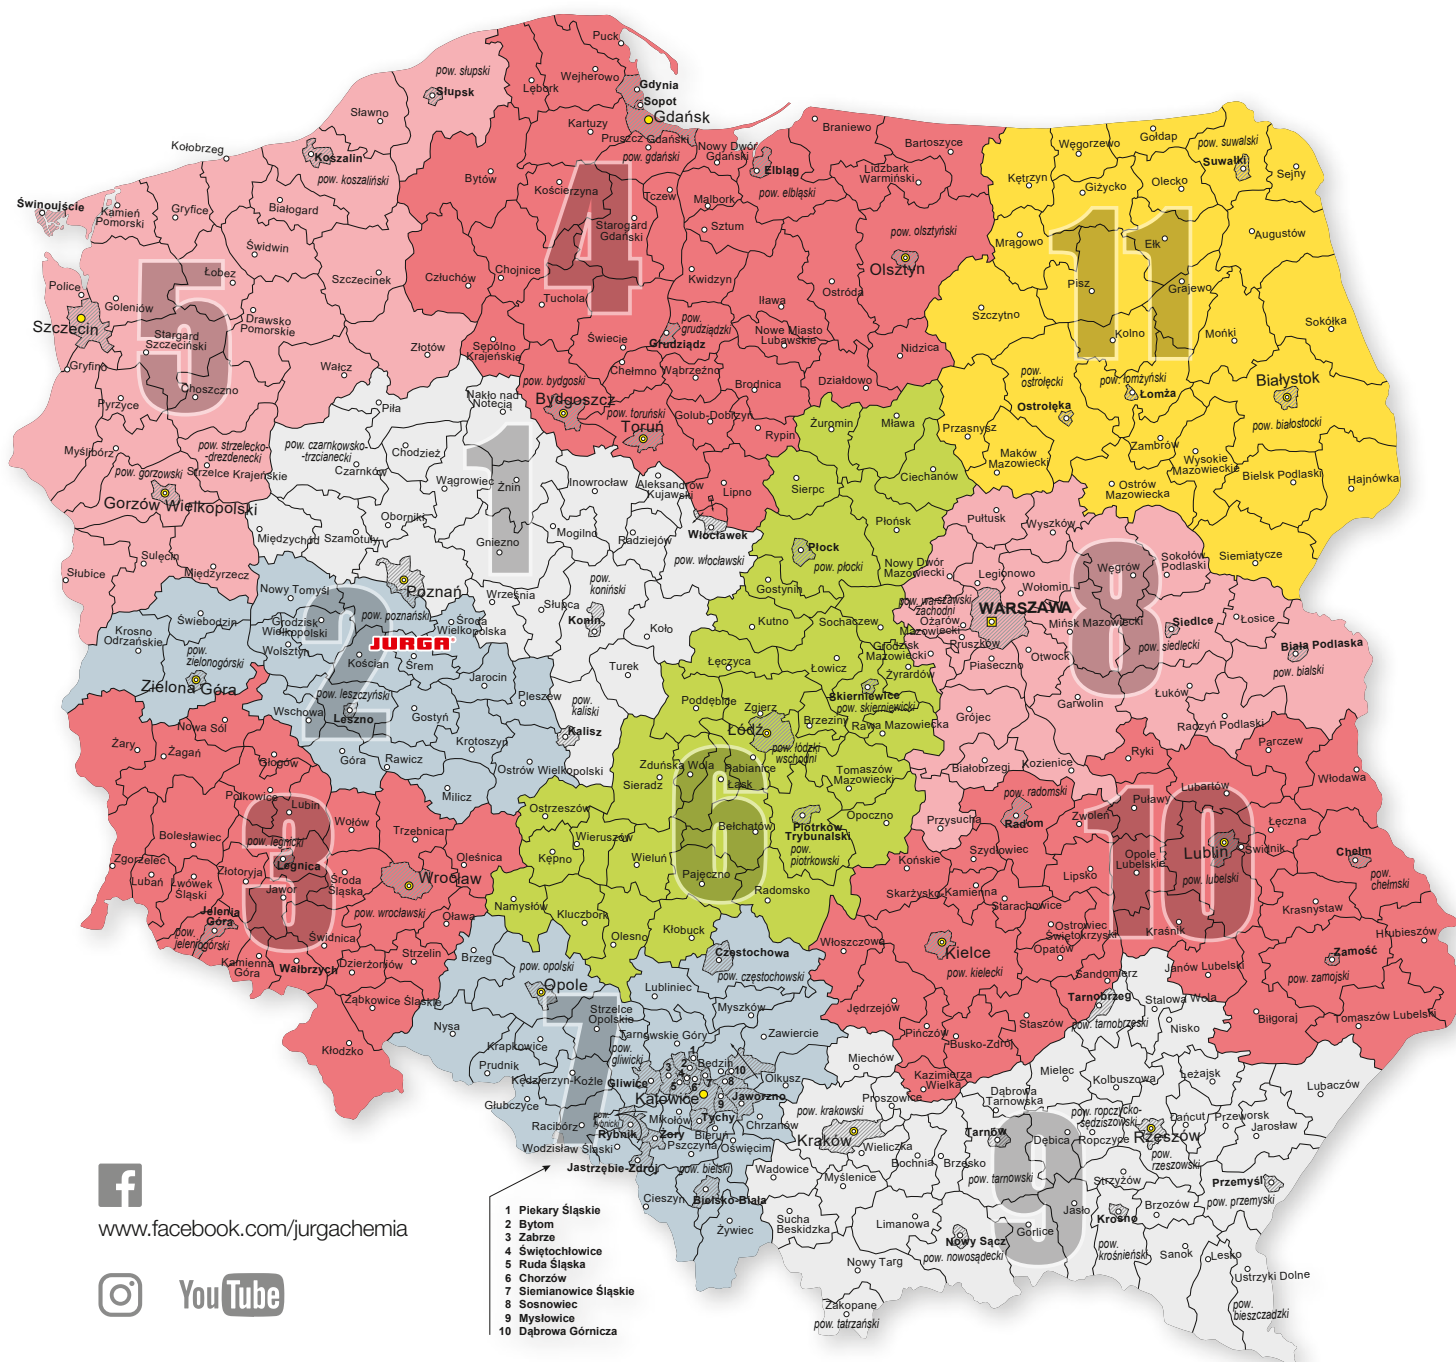 Puck
Wejherowo
Lębork
Gdynia
Sopot
Gdańsk
pow. słupski
Słupsk
Sławno
Kartuzy
Pruszcz Gdański
pow. gdański
Nowy Dwór
Gdański
Elbląg
pow. elbląski
Braniewo
Bartoszyce
Lidzbark
Warmiński
Węgorzewo
Gołdap
pow. suwalski
Suwałki
Sejny
Kołobrzeg
Koszalin
pow. koszaliński
Bytów
Kościerzyna
4
Tczew
Malbork
Kętrzyn
Giżycko
Olecko
Świnoujście
Kamień
Pomorski
Gryfice
Białogard
Starogard
Gdański
Sztum
pow. olsztyński
Olsztyn
Mrągowo
11
Ełk
Augustów
Świdwin
Police
Łobez
Szczecinek
Człuchów
Chojnice
Kwidzyn
Ostróda
Iława
Pisz
Grajewo
Goleniów
Szczecin
5
Drawsko
Pomorskie
Tuchola
pow.
grudziądzki
Grudziądz
Nowe Miasto
Lubawskie
Szczytno
Kolno
Mońki
Sokółka
Stargard
Szczeciński
Złotów
Sępólno
Krajeńskie
Świecie
Nidzica
Gryfino
Wałcz
Choszczno
pow. bydgoski
Bydgoszcz
Chełmno
Wąbrzeźno
Brodnica
Działdowo
pow.
ostrołęcki
Ostrołęka
pow. łomżyński
Łomża
Białystok
pow. białostocki
Pyrzyce
Piła
Nakło nad
Notecią
pow. toruński
Toruń
Golub-Dobrzyń
Rypin
Żuromin
Mława
Przasnysz
Myślibórz
pow. strzelecko
-drezdenecki
Strzelce Krajeńskie
pow. gorzowski
Gorzów Wielkopolski
pow. czarnkowsko
-trzcianecki
Czarnków
Chodzież
1
Wągrowiec
Żnin
Inowrocław
Aleksandrów
Kujawski
Lipno
Sierpc
Ciechanów
Maków
Mazowiecki
Zambrów
Wysokie
Mazowieckie
Ostrów
Mazowiecka
Bielsk Podlaski
Hajnówka
Oborniki
Międzychód
Szamotuły
Gniezno
Mogilno
Radziejów
Włocławek
pow. włocławski
Płock
pow. płocki
Płońsk
Pułtusk
Wyszków
Siemiatycze
Sulęcin
Słubice
Międzyrzecz
Nowy Tomyśl
Poznań
pow. poznański
Września
Słupca
pow.
koniński
Konin
Koło
Gostynin
Nowy Dwór
Mazowiecki
Legionowo
Wołomin
8
Węgrów
Sokołów
Podlaski
Krosno
Odrzańskie
Świebodzin
2
Grodzisk
Wielkopolski
Wolsztyn
JURGA
Środa
Wielkopolska
Kościan
Śrem
Kutno
Sochaczew
pow. warszawski
zachodni
Ożarów
Mazowiecki
WARSZAWA
Mińsk Mazowiecki
Siedlce
pow. siedlecki
Łosice
Biała Podlaska
pow. bialski
pow.
zielonogórski
Zielona Góra
Jarocin
Turek
Łęczyca
Łowicz
Grodzisk
Mazowiecki
Pruszków
Piaseczno
Otwock
Żyrardów
pow. leszczyński
Leszno
Wschowa
Gostyń
Pleszew
pow.
kaliski
Kalisz
Poddębice
Zgierz
Łódź
pow. łódzki
wschodni
Brzeziny
Skierniewice
pow. skierniewicki
Rawa Mazowiecka
Grójec
Garwolin
Łuków
Radzyń Podlaski
Nowa Sól
Żary
Żagań
Głogów
Góra
Rawicz
Krotoszyn
Ostrów Wielkopolski
Milicz
Sieradz
Zduńska Wola
6
Pabianice
Łask
Tomaszów
Mazowiecki
Białobrzegi
Kozienice
Ryki
Parczew
Włodawa
Polkowice
Lubin
Wołów
Trzebnica
Ostrzeszów
Wieruszów
Bełchatów
Piotrków
Trybunalski
pow.
piotrkowski
Opoczno
Przysucha
pow. radomski
Radom
Zwoleń
Puławy
Lubartów
10
Łęczna
Bolesławiec
3
pow. legnicki
Legnica
Oleśnica
Kępno
Wieluń
Końskie
Szydłowiec
Opole
Lubelskie
Lublin
pow. lubelski
Świdnik
Chełm
pow.
chełmski
Zgorzelec
Lubań
Lwówek
Śląski
Złotoryja
Jawor
Środa
Śląska
Wrocław
pow. wrocławski
Oława
Namysłów
Kluczbork
Pajęczno
Radomsko
Skarżysko-Kamienna
Lipsko
Starachowice
Krasnystaw
Jelenia
Góra
pow.
jeleniogórski
Kamienna
Góra
Świdnica
Wałbrzych
Dzierżoniów
Strzelin
Brzeg
Olesno
Kłobuck
Częstochowa
pow. częstochowski
Włoszczowa
Kielce
pow. kielecki
Ostrowiec
Świętokrzyski
Opatów
Kraśnik
Janów Lubelski
Zamość
pow. zamojski
Hrubieszów
Ząbkowice Śląskie
Nysa
pow. opolski
Opole
7
Strzelce
Opolskie
Lubliniec
Myszków
Jędrzejów
Sandomierz
Tarnobrzeg
pow. tarnobrzeski
Stalowa Wola
Nisko
Biłgoraj
Tomaszów Lubelski
Kłodzko
Krapkowice
Prudnik
Tarnowskie Góry
Zawiercie
Pińczów
Busko-Zdrój
Staszów
Kędzierzyn-Koźle
pow.
gliwicki
Gliwice
1
2
3
4
5
6
7
8
9
10
Będzin
Katowice
Jaworzno
Olkusz
Miechów
Kazimierza
Wielka
Proszowice
Dąbrowa
Tarnowska
Mielec
Kolbuszowa
Leżajsk
Lubaczów
Głubczyce
Racibórz
pow.
rybnicki
Rybnik
Mikołów
Tychy
Żory
Bieruń
Chrzanów
pow. krakowski
Kraków
Wieliczka
Bochnia
Brzesko
Tarnów
pow. tarnowski
Dębica
pow. ropczycko
-sędziszowski
Ropczyce
Rzeszów
pow.
rzeszowski
Łańcut
Przeworsk
Jarosław
Wodzisław Śląski
Jastrzębie-Zdrój
Pszczyna
Oświęcim
Wadowice
Myślenice
9
Strzyżów
Przemyśl
pow. przemyski
Cieszyn
pow. bielski
Bielsko-Biała
Żywiec
Sucha
Beskidzka
Limanowa
Nowy Sącz
pow. nowosądecki
Gorlice
Jasło
Krosno
pow.
krośnieński
Brzozów
Sanok
Lesko
Nowy Targ
Ustrzyki Dolne
pow.
bieszczadzki
Zakopane
pow. tatrzański
www.facebook.com/jurgachemia
YouTube
1 Piekary Śląskie
2 Bytom
3 Zabrze
4 Świętochłowice
5 Ruda Śląska
6 Chorzów
7 Siemianowice Śląskie
8 Sosnowiec
9 Mysłowice
10 Dąbrowa Górnicza